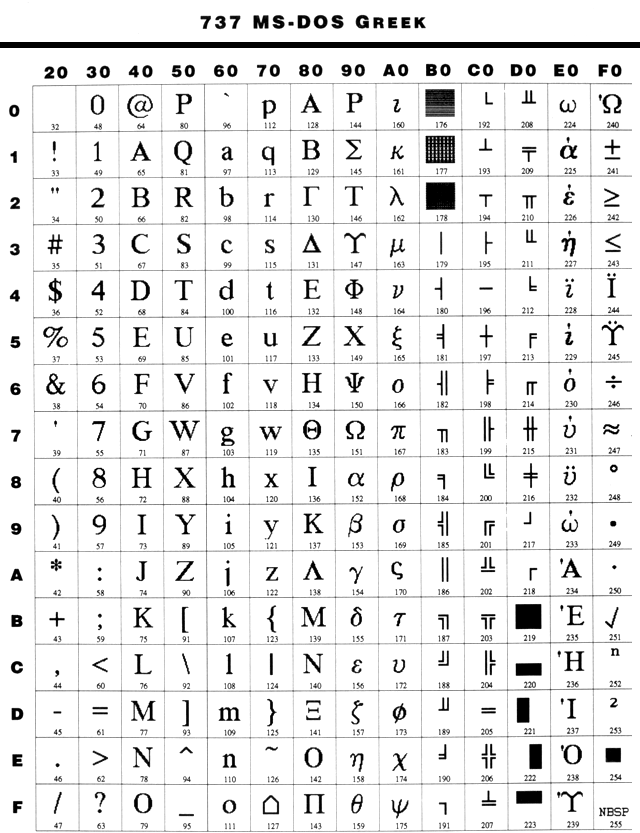 737 MS-DOS GREEK
20 30 40 50 60 70 80 90 A0 B0 C0 D0 E0 F0
0 0 @ P ` p Α Ρ ι ░ └ ╨ ω Ώ
32 48 64 80 96 112 128 144 160 176 192 208 224 240
1 ! 1 A Q a q Β Σ κ ▒ ┴ ╤ ά ±
33 49 65 81 97 113 129 145 161 177 193 209 225 241
2 " 2 B R b r Γ Τ λ ▓ ┬ ╥ έ ≥
34 50 66 82 98 114 130 146 162 178 194 210 226 242
3 # 3 C S c s Δ Υ μ │ ├ ╙ ή ≤
35 51 67 83 99 115 131 147 163 179 195 211 227 243
4 $ 4 D T d t Ε Φ ν ┤ ─ ╘ ϊ Ϊ
36 52 68 84 100 116 132 148 164 180 196 212 228 244
5 % 5 E U e u Ζ Χ ξ ╡ ┼ ╒ ί Ϋ
37 53 69 85 101 117 133 149 165 181 197 213 229 245
6 & 6 F V f v Η Ψ ο ╢ ╞ ╓ ό ÷
38 54 70 86 102 118 134 150 166 182 198 214 230 246
7 ' 7 G W g w Θ Ω π ╖ ╟ ╫ ύ ≈
39 55 71 87 103 119 135 151 167 183 199 215 231 247
8 ( 8 H X h x Ι α ρ ╕ ╚ ╪ ϋ °
40 56 72 88 104 120 136 152 168 184 200 216 232 248
9 ) 9 I Y i y Κ β σ ╣ ╔ ┘ ώ ∙
41 57 73 89 105 121 137 153 169 185 201 217 233 249
A * : J Z j z Λ γ ς ║ ╩ ┌ Ά ·
42 58 74 90 106 122 138 154 170 186 202 218 234 250
B + ; K [ k { Μ δ τ ╗ ╦ █ Έ √
43 59 75 91 107 123 139 155 171 187 203 219 235 251
C , < L \ l | Ν ε υ ╝ ╠ ▄ Ή ⁿ
44 60 76 92 108 124 140 156 172 188 204 220 236 252
D - = M ] m } Ξ ζ φ ╜ ═ ▌ Ί ²
45 61 77 93 109 125 141 157 173 189 205 221 237 253
E . > N ^ n ~ Ο η χ ╛ ╬ ▐ Ό ■
46 62 78 94 110 126 142 158 174 190 206 222 238 254
F / ? O _ o ⌂ Π θ ψ ┐ ╧ ▀ Ύ NBSP
47 63 79 95 111 127 143 159 175 191 207 223 239 255